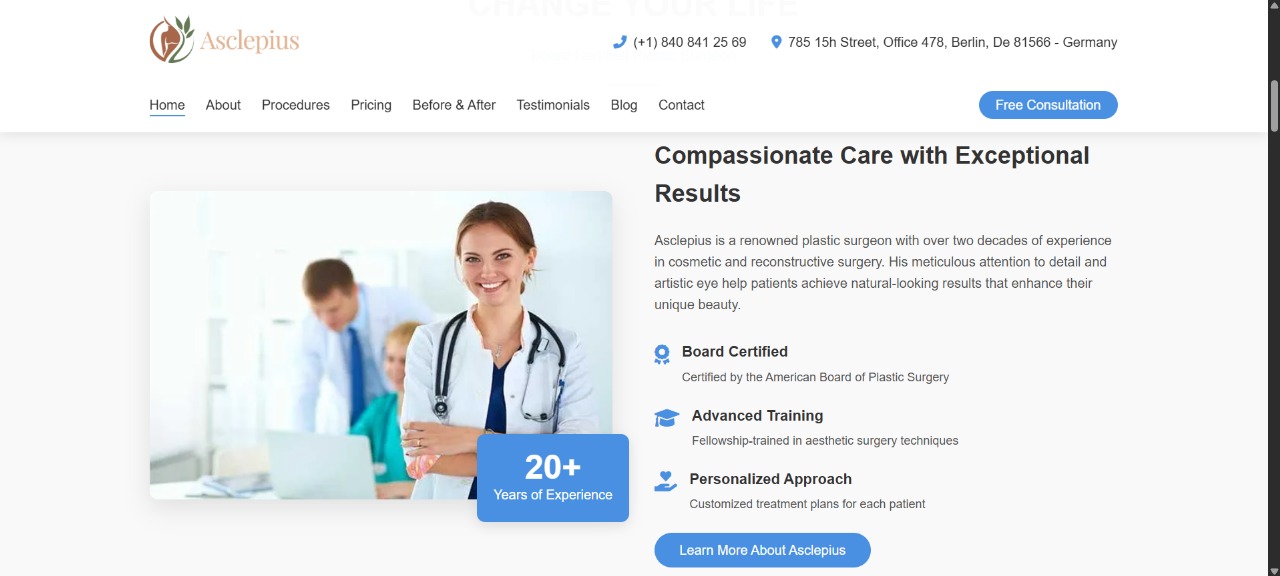 CHANGE YOUR LIFE
Asclepius
(+1) 840 841 25 69
785 15h Street, Office 478, Berlin, De 81566 - Germany
Home
About
Procedures
Pricing
Before & After
Testimonials
Blog
Contact
Free Consultation
Compassionate Care with Exceptional
Results
Asclepius is a renowned plastic surgeon with over two decades of experience
in cosmetic and reconstructive surgery. His meticulous attention to detail and
artistic eye help patients achieve natural-looking results that enhance their
unique beauty.
Board Certified
Certified by the American Board of Plastic Surgery
Advanced Training
Fellowship-trained in aesthetic surgery techniques
Personalized Approach
Customized treatment plans for each patient
20+
Years of Experience
Learn More About Asclepius